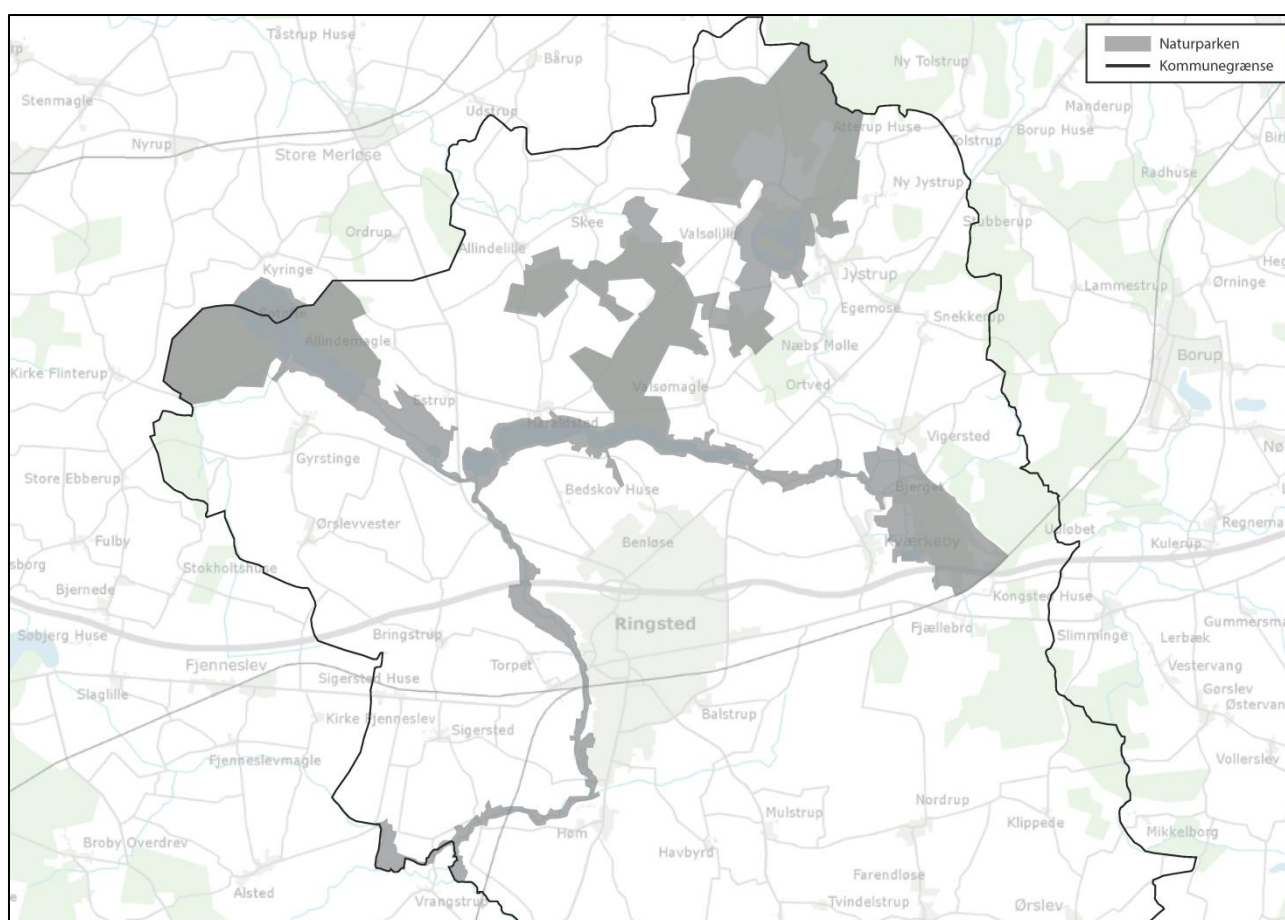 Tåstrup Huse
Bårup
Ny Tolstrup
Naturparken
Kommunegrænse
Stenmagle
Udstrup
Manderup
Nyrup
Atterup Huse
Tolstrup
Borup Huse
Store Merløse
Radhuse
Ny Jystrup
Ordrup
Skee
Valsølille
Stubberup
Allindelille
Kyringe
Jystrup
Lammestrup
Ørninge
Egemose
Snekkerup
Allindemagle
Næbs Mølle
Borup
Kirke Flinterup
Ortved
Valsømagle
Estrup
Haraldsted
Vigersted
Gyrstinge
Store Ebberup
Bedskov Huse
Bjerget
Ørslevvester
Regnema
Fulby
Benløse
Kværkeby
Kulerup
Stokholtshuse
Bjernede
Kongsted Huse
Søbjerg Huse
Bringstrup
Ringsted
Fjællebro
Slimminge
Gummersma
Lerbæk
Fjenneslev
Torpet
Vestervang
Sigersted Huse
Slaglille
Gørslev
Balstrup
Østervan
Kirke Fjenneslev
Sigersted
Vollerslev
Fjenneslevmagle
Nordrup
Mulstrup
Klippede
Høm
Mikkelborg
Broby Overdrev
Havbyrd
Farendløse
Alsted
Vrangstrup
Tvindelstrup
Ørslev